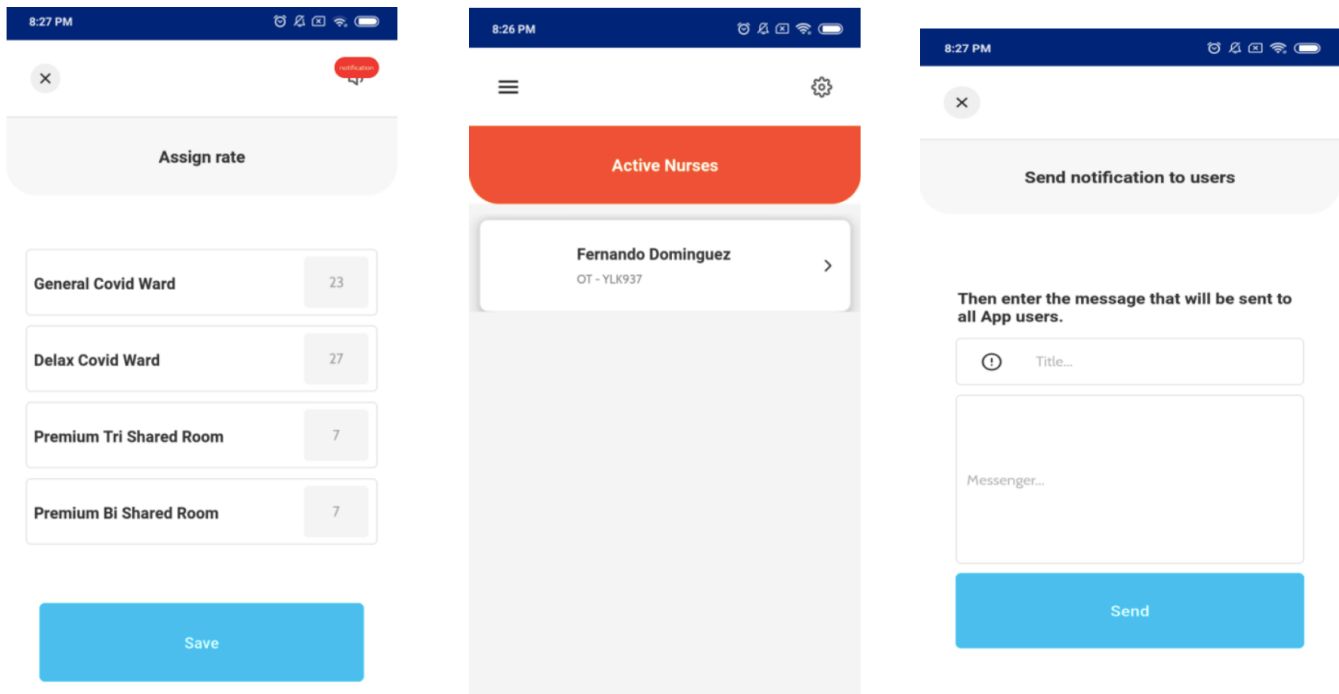 8:27 PM
notification
Assign rate
General Covid Ward
23
Delax Covid Ward
27
Premium Tri Shared Room
7
Premium Bi Shared Room
7
Save
8:26 PM
Active Nurses
Fernando Dominguez
OT - YLK937
8:27 PM
Send notification to users
Then enter the message that will be sent to
all App users.
Title...
Messenger...
Send